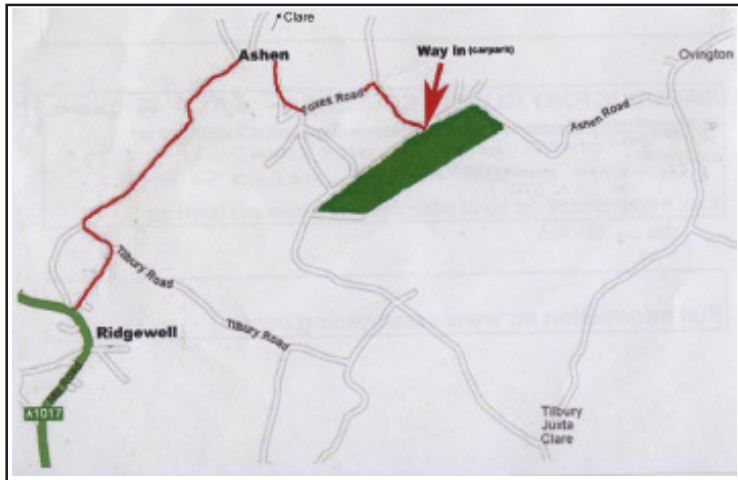 Clare
Ashen
Way In (carpark)
Ovington
Foxes Road
Ashen Road
Tilbury Road
Tilbury Road
Ridgewell
Road
A1017
Tilbury
Juxta
Clare